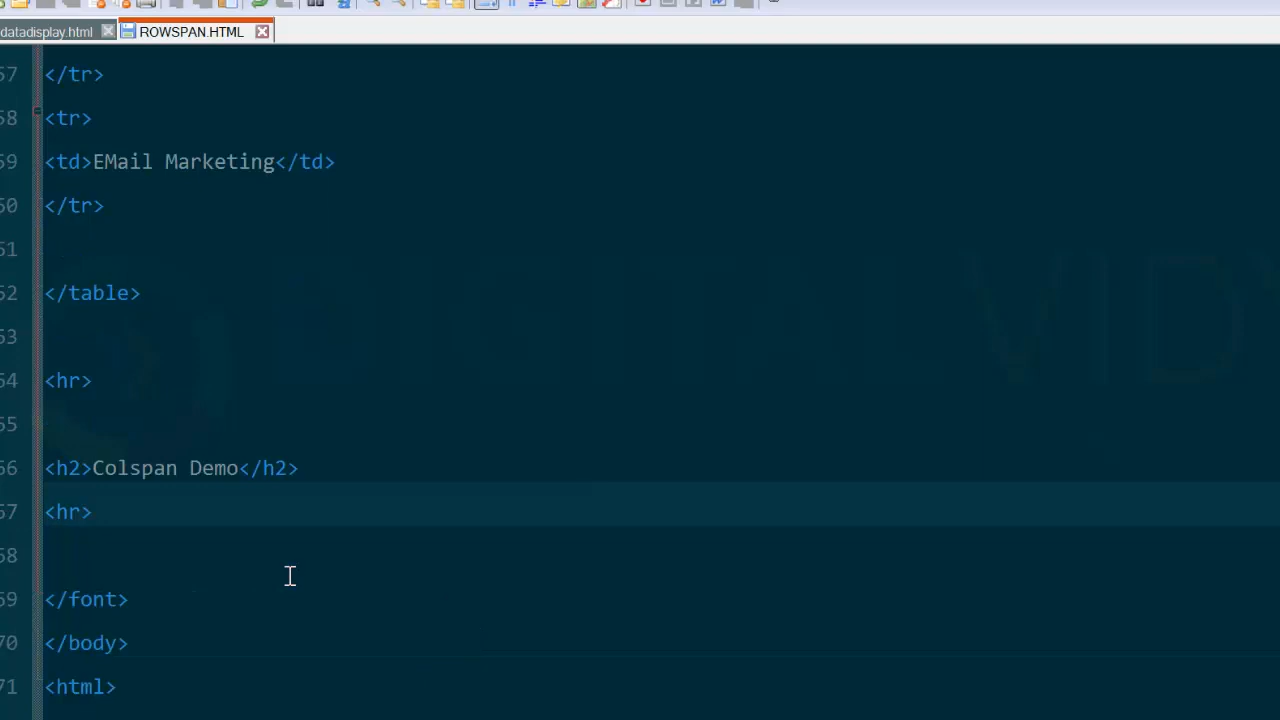 datadisplay.html ROWSPAN.HTML
57 </tr>
58 <tr>
59 <td>EMail Marketing</td>
60 </tr>
61
62 </table>
63
64 <hr>
65
66 <h2>Colspan Demo</h2>
67 <hr>
68
69 </font>
70 </body>
71 <html>